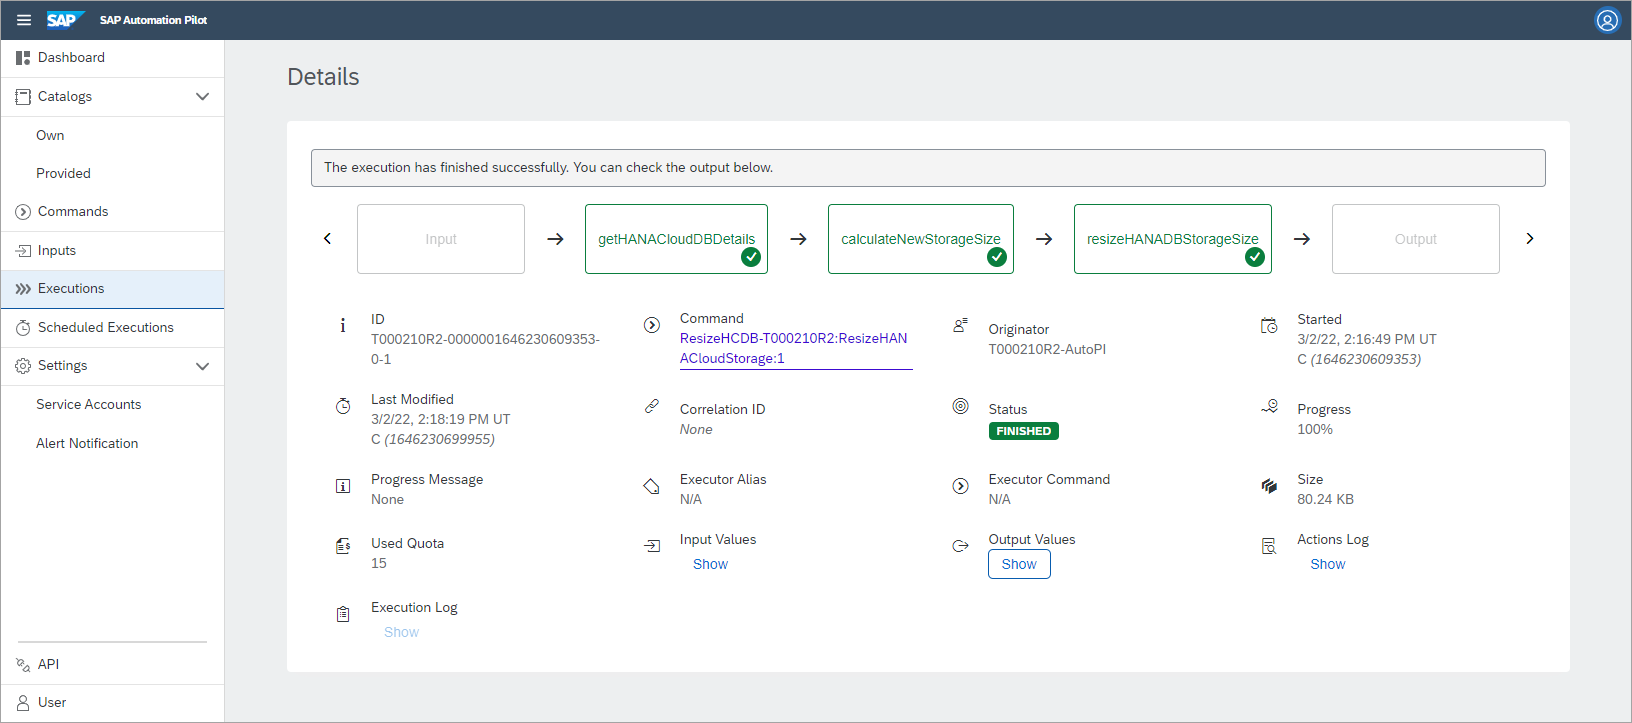 SAP SAP Automation Pilot
Dashboard
Catalogs
Own
Provided
Commands
Inputs
Executions
Scheduled Executions
Settings
Service Accounts
Alert Notification
API
User
Details
The execution has finished successfully. You can check the output below.
Input
getHANACloudDBDetails
calculateNewStorageSize
resizeHANADBStorageSize
Output
ID
T000210R2-0000001646230609353-
0-1
Command
ResizeHCDB-T000210R2:ResizeHAN
ACloudStorage:1
Originator
T000210R2-AutoPI
Started
3/2/22, 2:16:49 PM UT
C (1646230609353)
Last Modified
3/2/22, 2:18:19 PM UT
C (1646230699955)
Correlation ID
None
Status
FINISHED
Progress
100%
Progress Message
None
Executor Alias
N/A
Executor Command
N/A
Size
80.24 KB
Used Quota
15
Input Values
Show
Output Values
Show
Actions Log
Show
Execution Log
Show